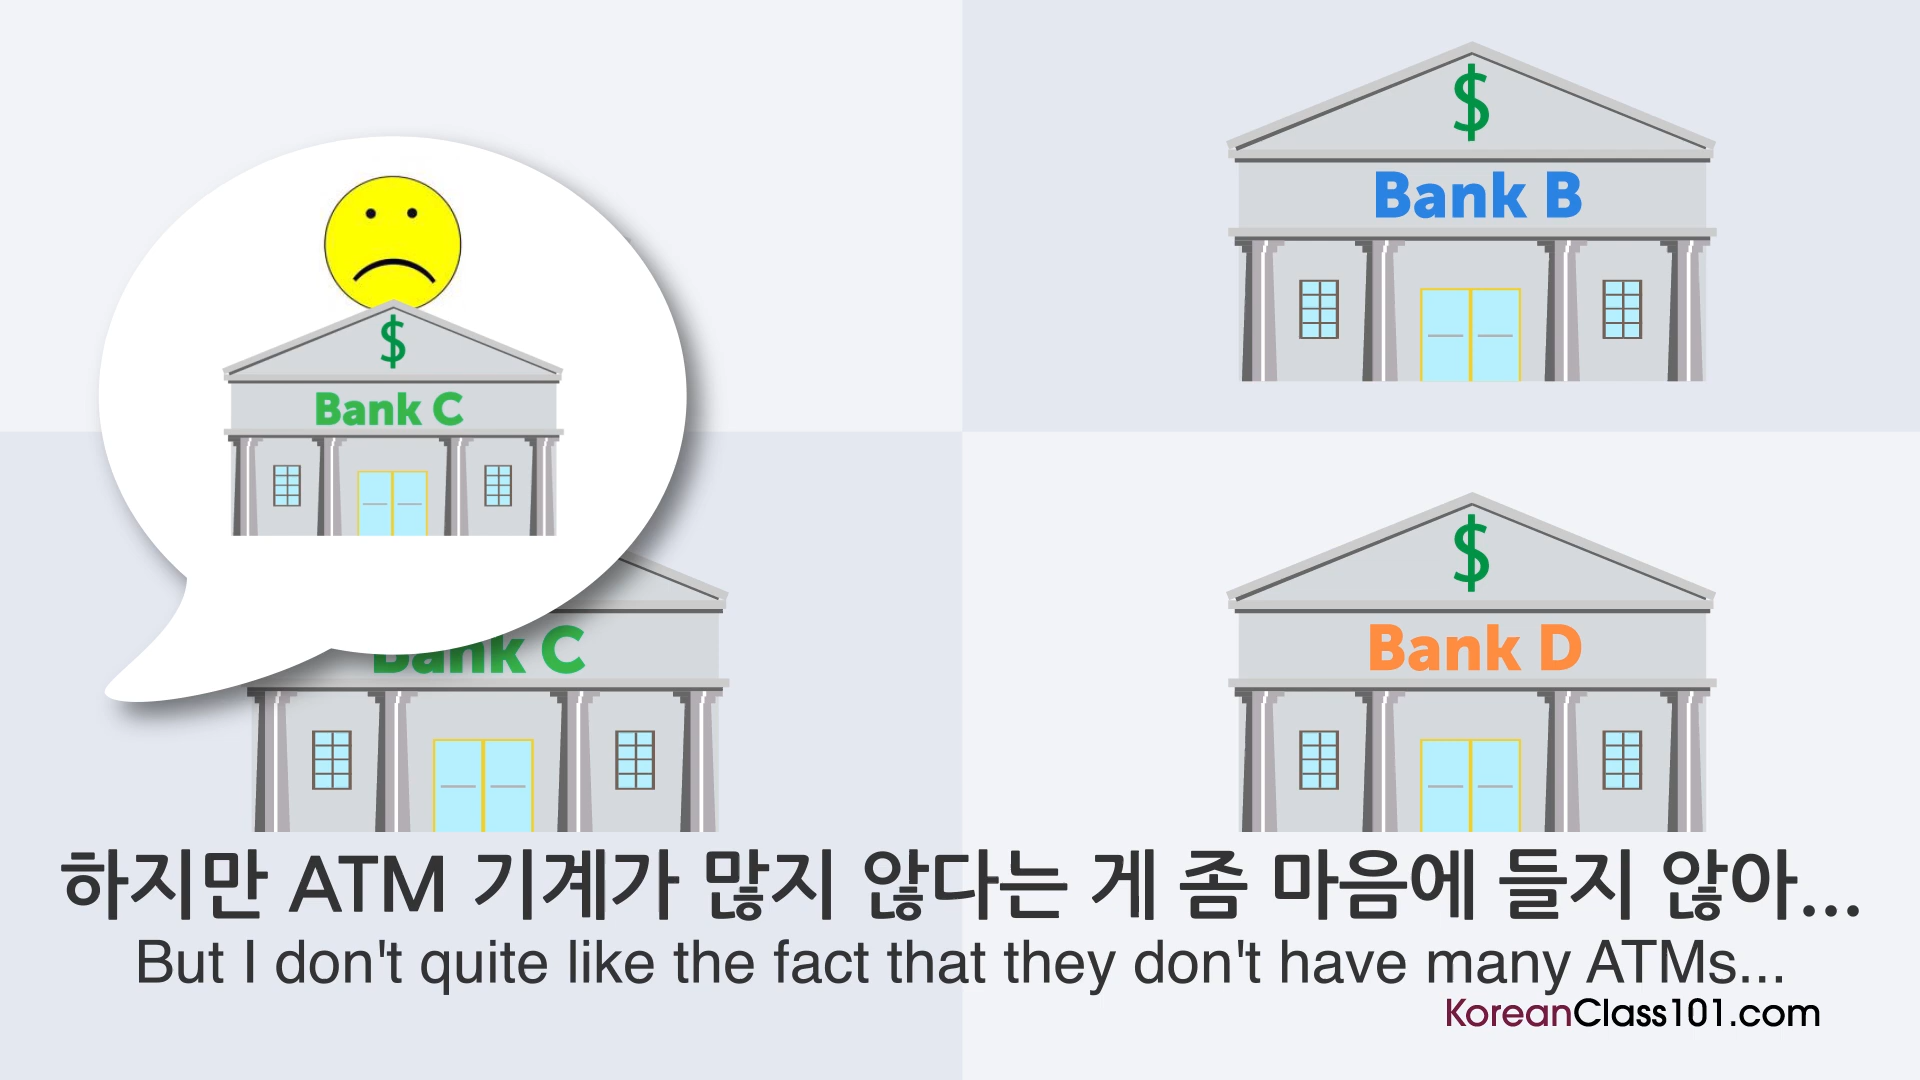 $
Bank B
$
Bank C
$
Bank D
Bank C
하지만 ATM 기계가 많지 않다는 게 좀 마음에 들지 않아...
But I don't quite like the fact that they don't have many ATMs...
KoreanClass101.com